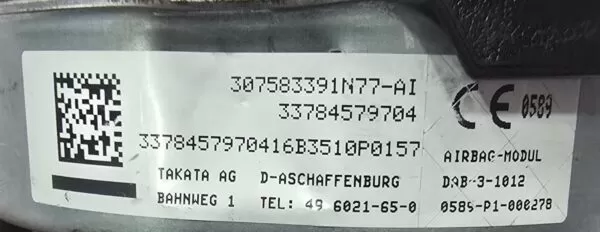 307583391N77-AI
33784579704
CE 0589
3378457970416B3510P0157
AIRBAG-MODUL
TAKATA AG D-ASCHAFFENBURG DAB-3-1012
BAHNWEG 1 TEL: 49 6021-65-0 0589-P1-000278